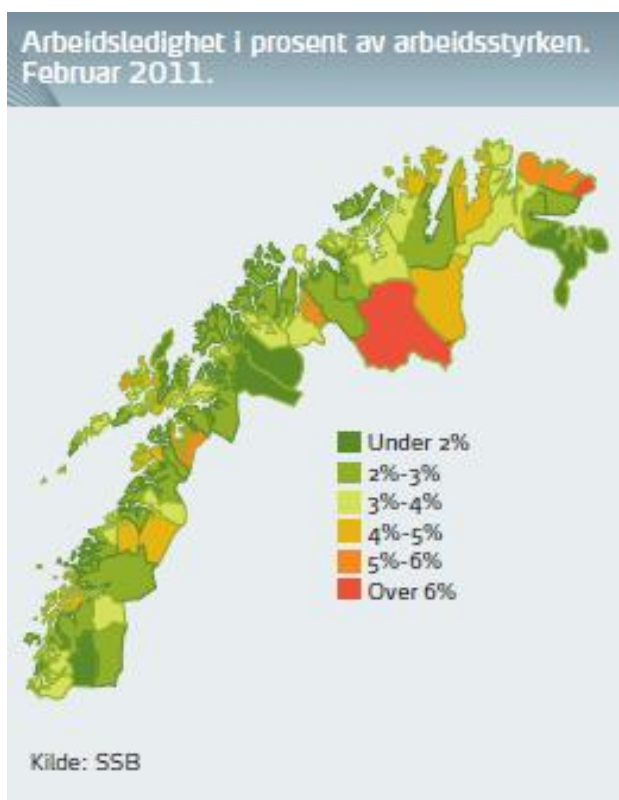 Arbeidsledighet i prosent av arbeidsstyrken.
Februar 2011.
Under 2%
2%-3%
3%-4%
4%-5%
5%-6%
Over 6%
Kilde: SSB